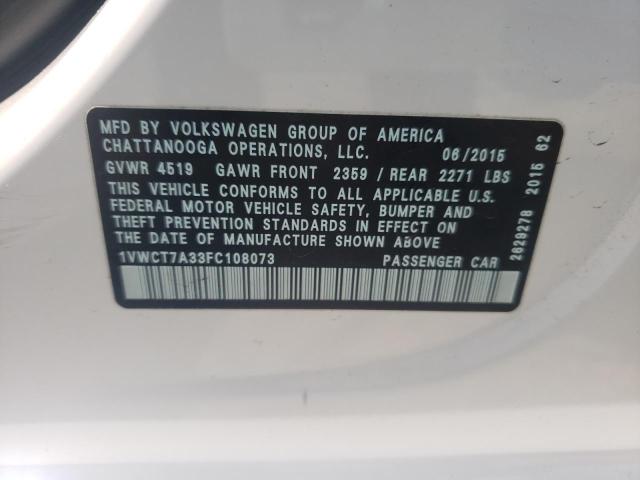 MFD BY VOLKSWAGEN GROUP OF AMERICA
CHATTANOOGA OPERATIONS, LLC. 06/2015
GVWR 4519 GAWR FRONT 2359 / REAR 2271 LBS
THIS VEHICLE CONFORMS TO ALL APPLICABLE U.S.
FEDERAL MOTOR VEHICLE SAFETY, BUMPER AND
THEFT PREVENTION STANDARDS IN EFFECT ON
THE DATE OF MANUFACTURE SHOWN ABOVE
1VWCT7A33FC108073 PASSENGER CAR
2629278 2015 62